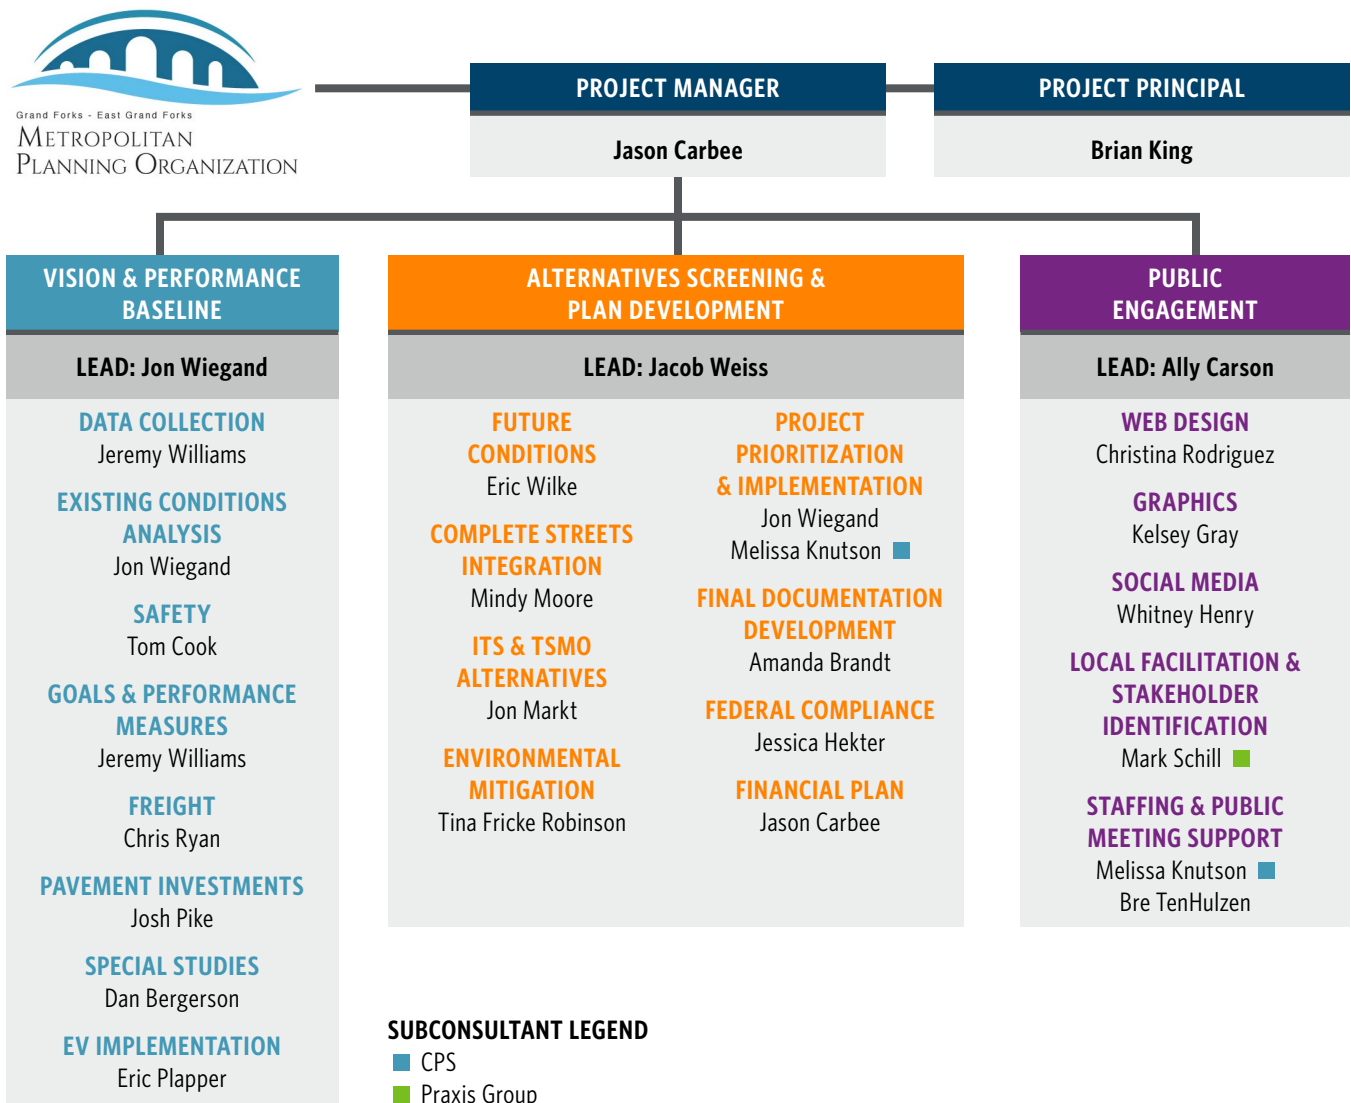 Grand Forks - East Grand Forks
METROPOLITAN
PLANNING ORGANIZATION
PROJECT MANAGER
Jason Carbee
PROJECT PRINCIPAL
Brian King
VISION & PERFORMANCE
BASELINE
LEAD: Jon Wiegand
DATA COLLECTION
Jeremy Williams
EXISTING CONDITIONS
ANALYSIS
Jon Wiegand
SAFETY
Tom Cook
GOALS & PERFORMANCE
MEASURES
Jeremy Williams
FREIGHT
Chris Ryan
PAVEMENT INVESTMENTS
Josh Pike
SPECIAL STUDIES
Dan Bergerson
EV IMPLEMENTATION
Eric Plapper
ALTERNATIVES SCREENING &
PLAN DEVELOPMENT
LEAD: Jacob Weiss
FUTURE
CONDITIONS
Eric Wilke
COMPLETE STREETS
INTEGRATION
Mindy Moore
ITS & TSMO
ALTERNATIVES
Jon Markt
ENVIRONMENTAL
MITIGATION
Tina Fricke Robinson
PROJECT
PRIORITIZATION
& IMPLEMENTATION
Jon Wiegand
Melissa Knutson
FINAL DOCUMENTATION
DEVELOPMENT
Amanda Brandt
FEDERAL COMPLIANCE
Jessica Hekter
FINANCIAL PLAN
Jason Carbee
PUBLIC
ENGAGEMENT
LEAD: Ally Carson
WEB DESIGN
Christina Rodriguez
GRAPHICS
Kelsey Gray
SOCIAL MEDIA
Whitney Henry
LOCAL FACILITATION &
STAKEHOLDER
IDENTIFICATION
Mark Schill
STAFFING & PUBLIC
MEETING SUPPORT
Melissa Knutson
Bre TenHulzen
SUBCONSULTANT LEGEND
CPS
Praxis Group